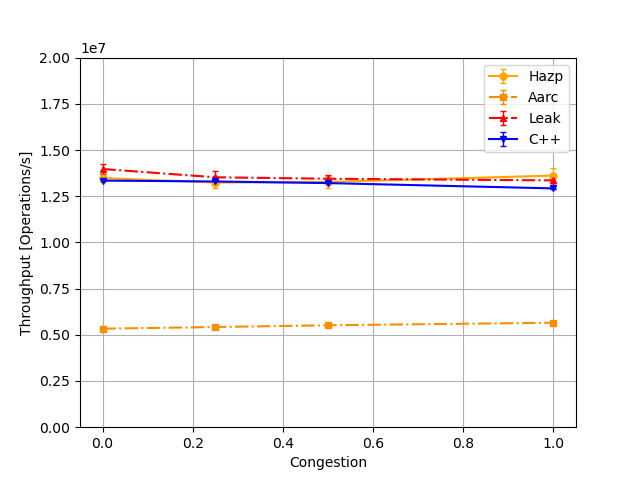 1e7
2.00
1.75
1.50
1.25
1.00
0.75
0.50
0.25
0.00
Throughput [Operations/s]
0.0 0.2 0.4 0.6 0.8 1.0
Congestion
Hazp
Aarc
Leak
C++